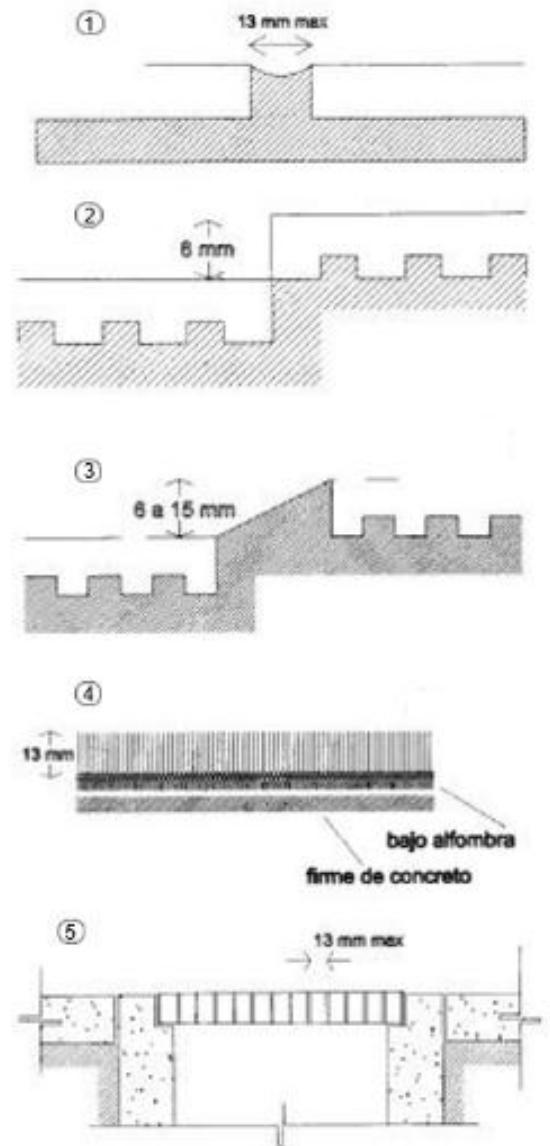 ① 13 mm max
②
6 mm
③
6 a 15 mm
④
13 mm
bajo alfombra
firme de concreto
⑤
13 mm max